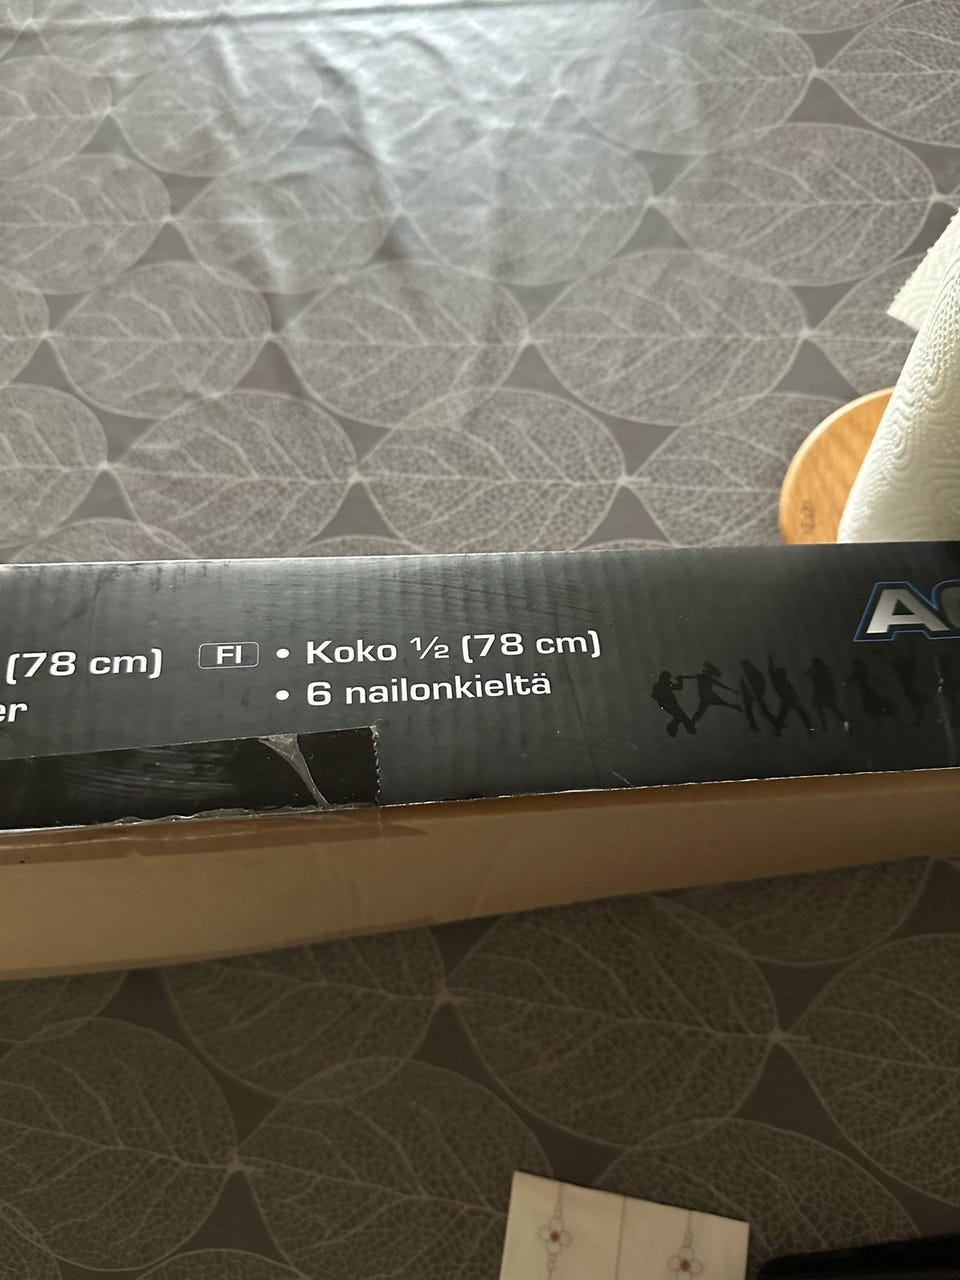 (78 cm)
er
FI • Koko ½ (78 cm)
• 6 nailonkieltä